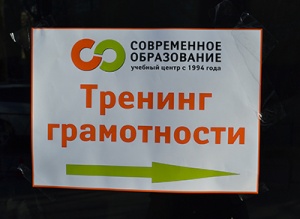 СОВРЕМЕННОЕ
ОБРАЗОВАНИЕ
учебный центр с 1994 года
Тренинг
грамотности